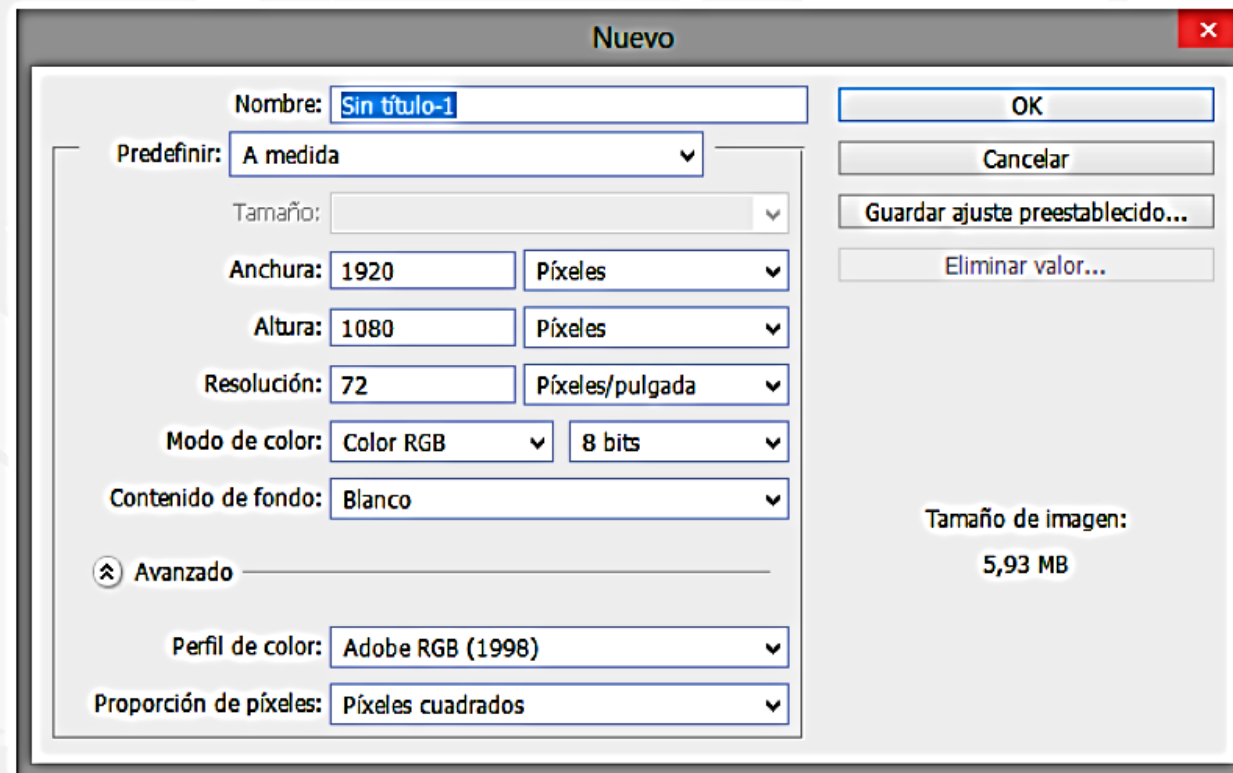 Nuevo
Nombre: Sin título-1
OK
Predefinir: A medida
Cancelar
Tamaño:
Guardar ajuste preestablecido...
Anchura: 1920 Píxeles
Eliminar valor...
Altura: 1080 Píxeles
Resolución: 72 Píxeles/pulgada
Modo de color: Color RGB 8 bits
Contenido de fondo: Blanco
Tamaño de imagen:
5,93 MB
Avanzado
Perfil de color: Adobe RGB (1998)
Proporción de píxeles: Píxeles cuadrados